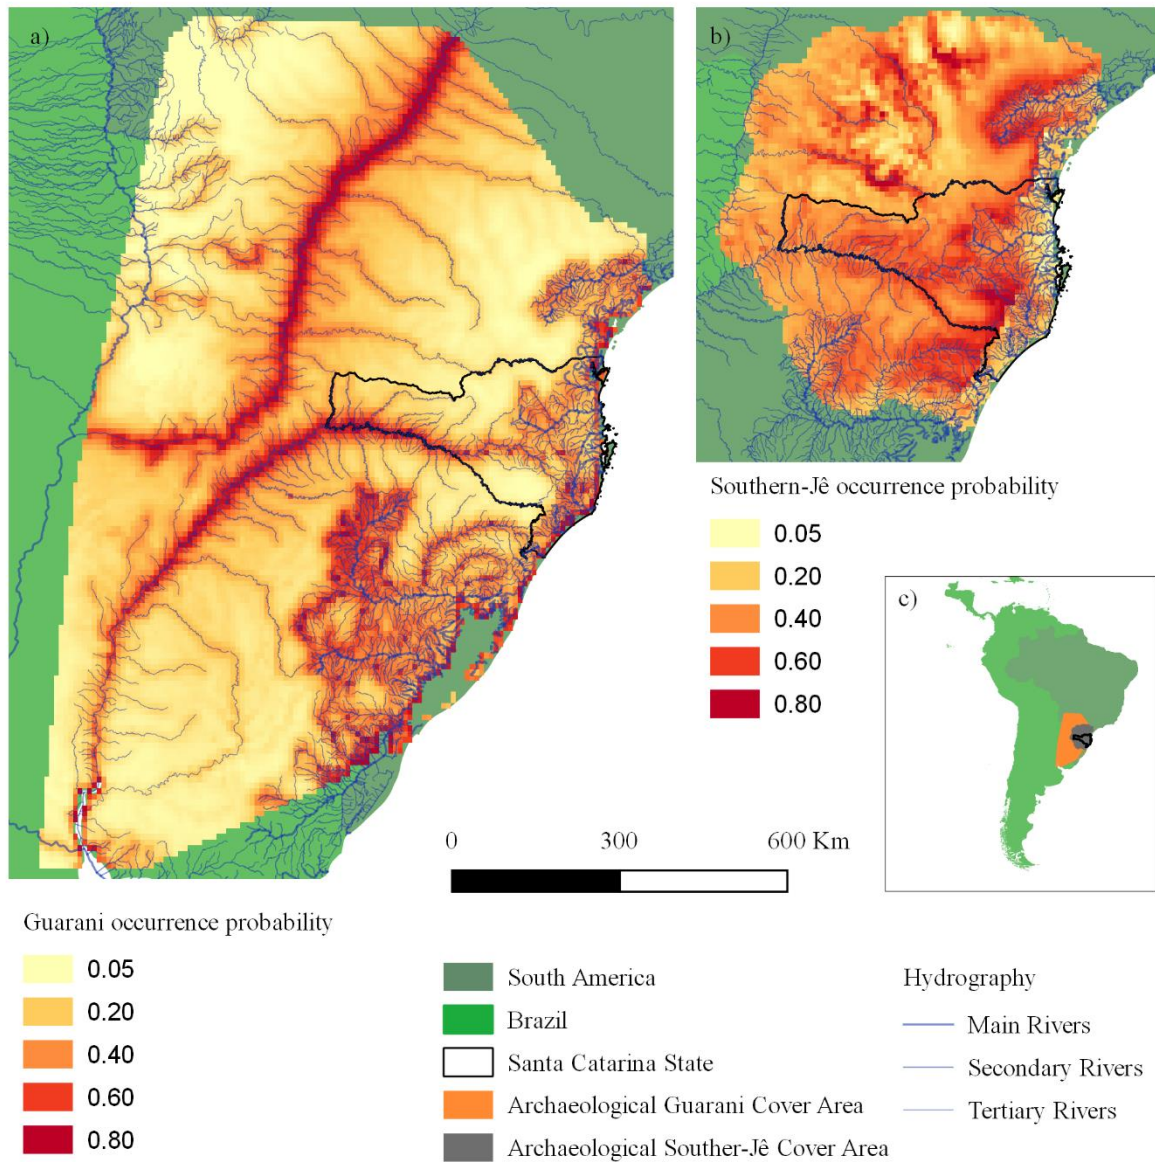 a)
b)
Southern-Jê occurrence probability
0.05
0.20
0.40
0.60
0.80
c)
0 300 600 Km
Guarani occurrence probability
0.05
0.20
0.40
0.60
0.80
South America
Brazil
Santa Catarina State
Archaeological Guarani Cover Area
Archaeological Souther-Jê Cover Area
Hydrography
Main Rivers
Secondary Rivers
Tertiary Rivers